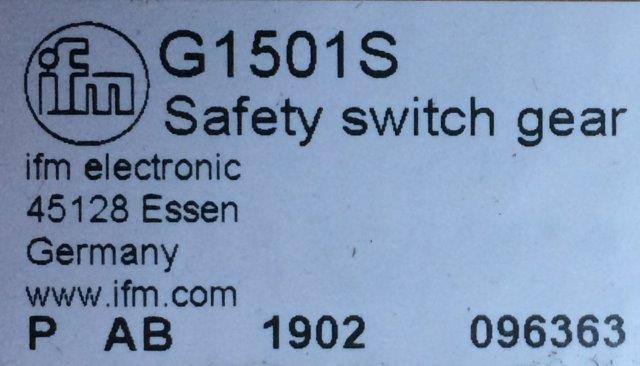 ifm
G1501S
Safety switch gear
ifm electronic
45128 Essen
Germany
www.ifm.com
P AB 1902 096363